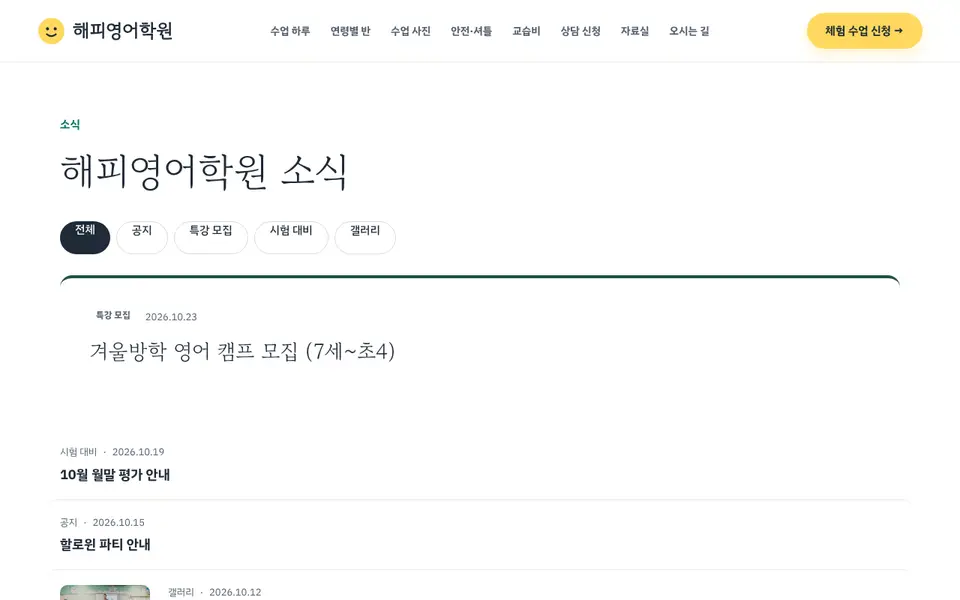 해피영어학원
수업 하루 연령별 반 수업 사진 안전·셔틀 교습비 상담 신청 자료실 오시는 길
체험 수업 신청 →
소식
해피영어학원 소식
전체 공지 특강 모집 시험 대비 갤러리
특강 모집 2026.10.23
겨울방학 영어 캠프 모집 (7세~초4)
시험 대비 · 2026.10.19
10월 월말 평가 안내
공지 · 2026.10.15
할로윈 파티 안내
갤러리 · 2026.10.12